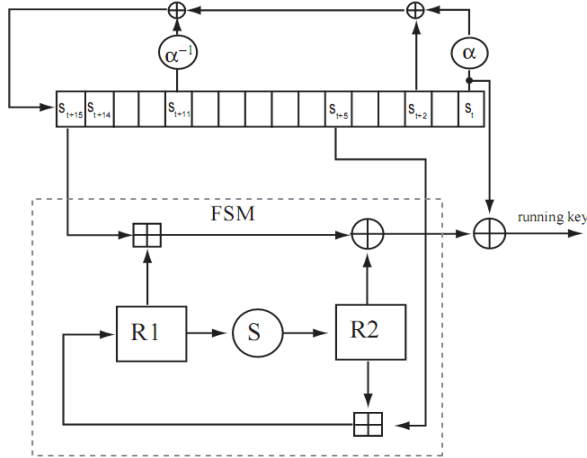 α⁻¹
α
S_{t+15} S_{t+14} S_{t+11} S_{t+5} S_{t+2} S_t
FSM
running key
R1 S R2